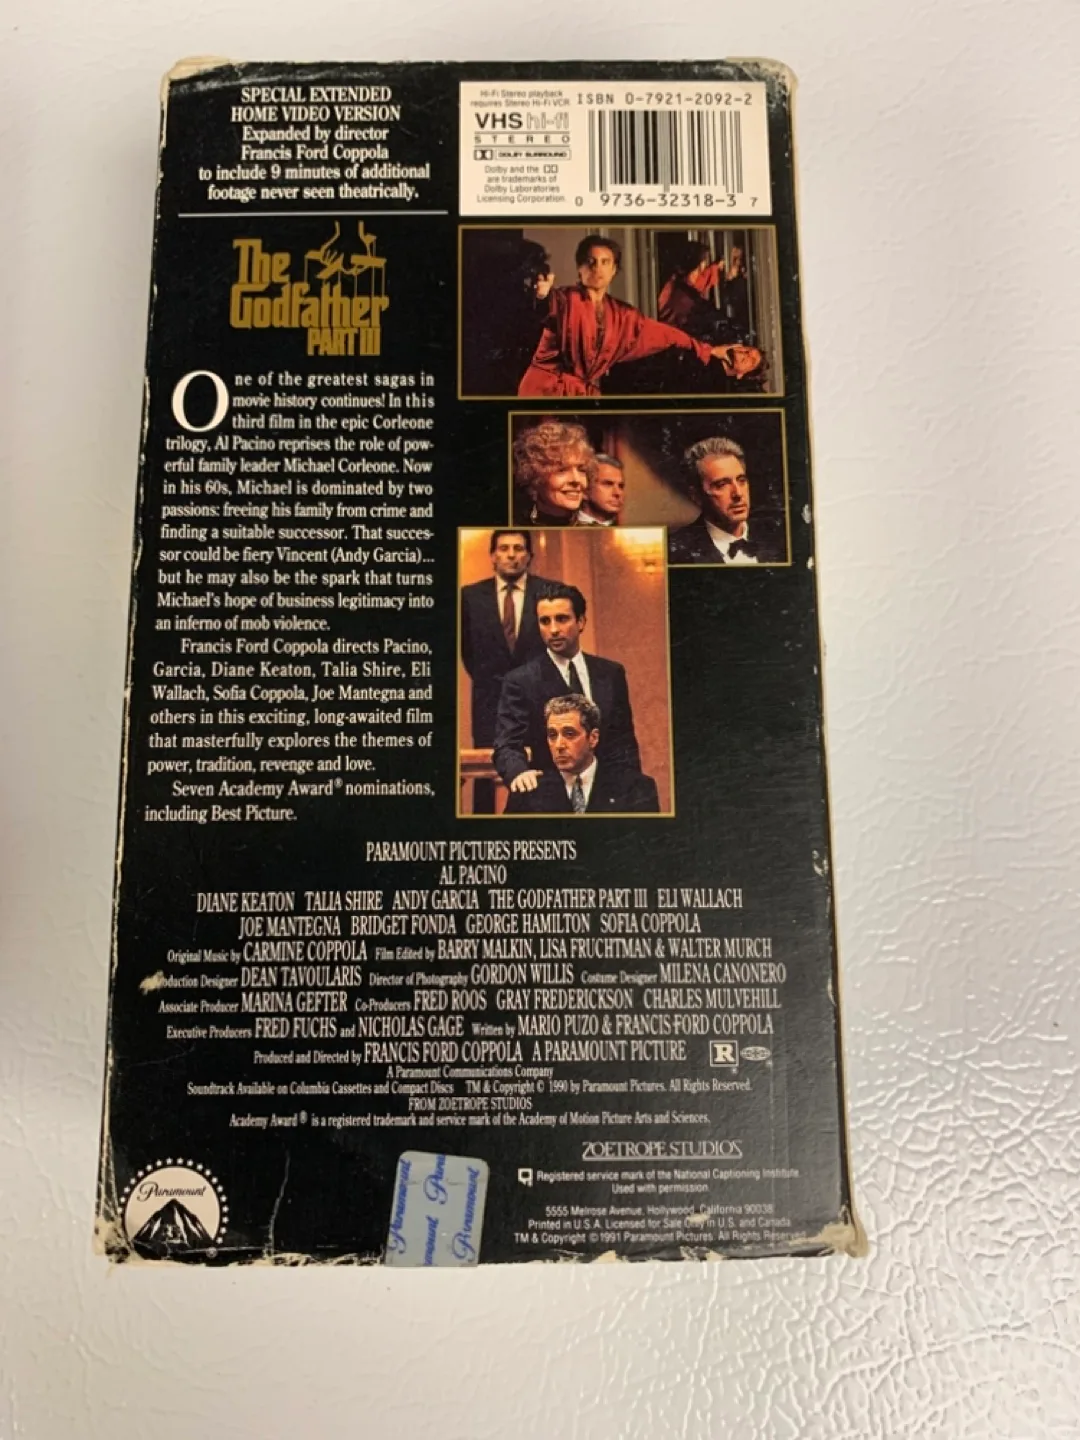 SPECIAL EXTENDED
HOME VIDEO VERSION
Expanded by director
Francis Ford Coppola
to include 9 minutes of additional
footage never seen theatrically.
Hi-Fi Stereo playback
requires Stereo Hi-Fi VCR
VHS hi-fi
STEREO
DOLBY SURROUND
Dolby and the
are trademarks of
Dolby Laboratories
Licensing Corporation.
ISBN 0-7921-2092-2
0 9736-32318-3 7
The
Godfather
PART III
One of the greatest sagas in
movie history continues! In this
third film in the epic Corleone
trilogy, Al Pacino reprises the role of pow-
erful family leader Michael Corleone. Now
in his 60s, Michael is dominated by two
passions: freeing his family from crime and
finding a suitable successor. That succes-
sor could be fiery Vincent (Andy Garcia)...
but he may also be the spark that turns
Michael's hope of business legitimacy into
an inferno of mob violence.
Francis Ford Coppola directs Pacino,
Garcia, Diane Keaton, Talia Shire, Eli
Wallach, Sofia Coppola, Joe Mantegna and
others in this exciting, long-awaited film
that masterfully explores the themes of
power, tradition, revenge and love.
Seven Academy Award® nominations,
including Best Picture.
PARAMOUNT PICTURES PRESENTS
AL PACINO
DIANE KEATON TALIA SHIRE ANDY GARCIA THE GODFATHER PART III ELI WALLACH
JOE MANTEGNA BRIDGET FONDA GEORGE HAMILTON SOFIA COPPOLA
Original Music by CARMINE COPPOLA Film Edited by BARRY MALKIN, LISA FRUCHTMAN & WALTER MURCH
oduction Designer DEAN TAVOULARIS Director of Photography GORDON WILLIS Costume Designer MILENA CANONERO
Associate Producer MARINA GEFTER Co-Producers FRED ROOS GRAY FREDERICKSON CHARLES MULVEHILL
Executive Producers FRED FUCHS and NICHOLAS GAGE Written by MARIO PUZO & FRANCIS FORD COPPOLA
Produced and Directed by FRANCIS FORD COPPOLA A PARAMOUNT PICTURE R ®
A Paramount Communications Company
Soundtrack Available on Columbia Cassettes and Compact Discs TM & Copyright © 1990 by Paramount Pictures. All Rights Reserved.
FROM ZOETROPE STUDIOS
Academy Award ® is a registered trademark and service mark of the Academy of Motion Picture Arts and Sciences.
ZOETROPE STUDIOS
Registered service mark of the National Captioning Institute
Used with permission
5555 Melrose Avenue, Hollywood, California 90038
Printed in U.S.A. Licensed for Sale Only in U.S. and Canada
TM & Copyright ©1991 Paramount Pictures. All Rights Reserved
Paramount ®
Paramount
Paramount